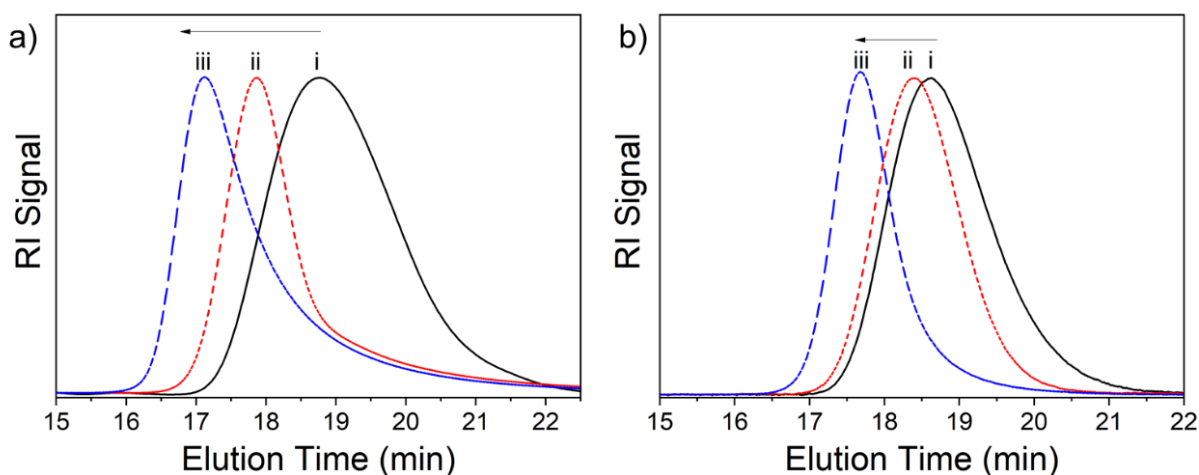 a)
iii ii i
RI Signal
15 16 17 18 19 20 21 22
Elution Time (min)
b)
iii ii i
RI Signal
15 16 17 18 19 20 21 22
Elution Time (min)